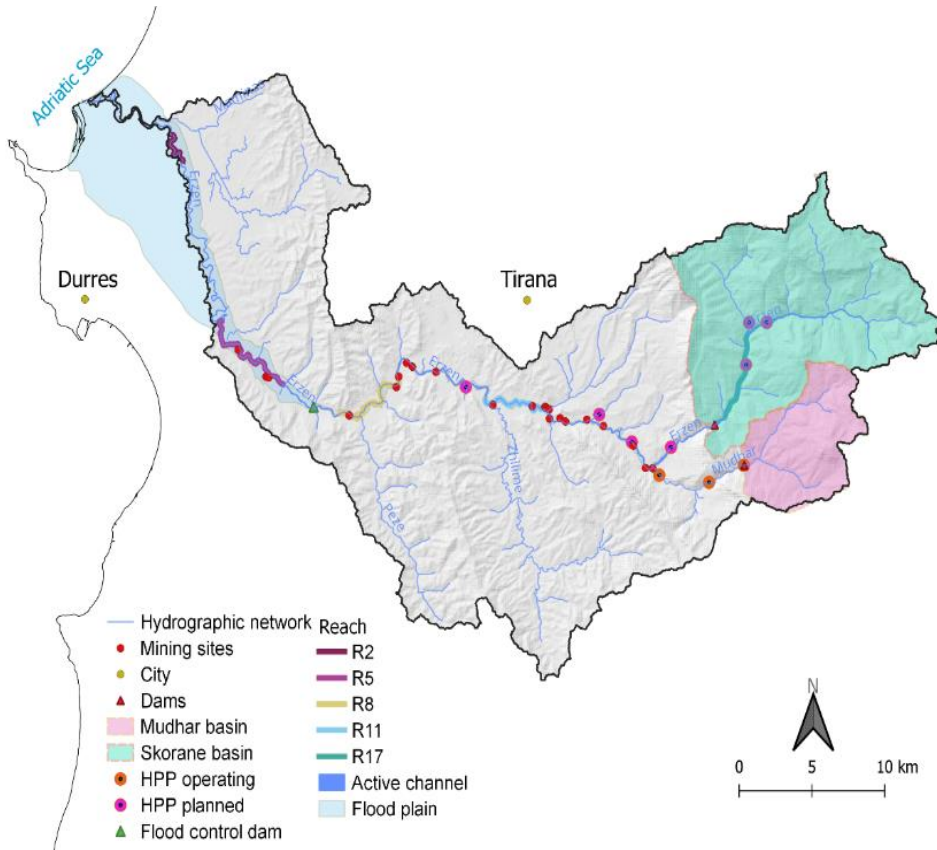 Adriatic Sea
Erzen
Durres
Tirana
Erzen
Erzen
Erzen
Mudhar
Zhilime
Peze
Hydrographic network
Mining sites
City
Dams
Mudhar basin
Skorane basin
HPP operating
HPP planned
Flood control dam
Reach
R2
R5
R8
R11
R17
Active channel
Flood plain
N
0 5 10 km